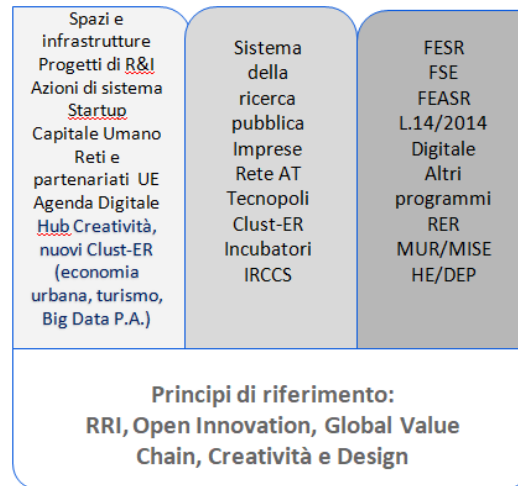 Spazi e
infrastrutture
Progetti di R&I
Azioni di sistema
Startup
Capitale Umano
Reti e
partenariati UE
Agenda Digitale
Hub Creatività,
nuovi Clust-ER
(economia
urbana, turismo,
Big Data P.A.)
Sistema
della
ricerca
pubblica
Imprese
Rete AT
Tecnopoli
Clust-ER
Incubatori
IRCCS
FESR
FSE
FEASR
L.14/2014
Digitale
Altri
programmi
RER
MUR/MISE
HE/DEP
Principi di riferimento:
RRI, Open Innovation, Global Value
Chain, Creatività e Design